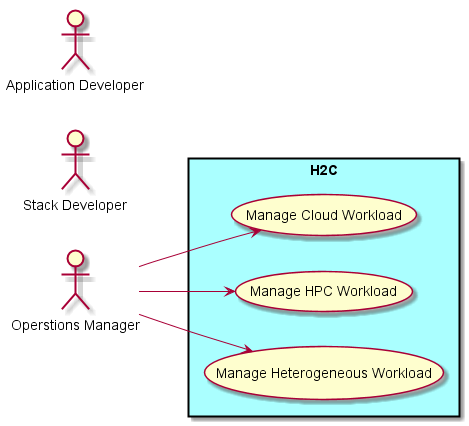 Application Developer
Stack Developer
H2C
Manage Cloud Workload
Manage HPC Workload
Operstions Manager
Manage Heterogeneous Workload